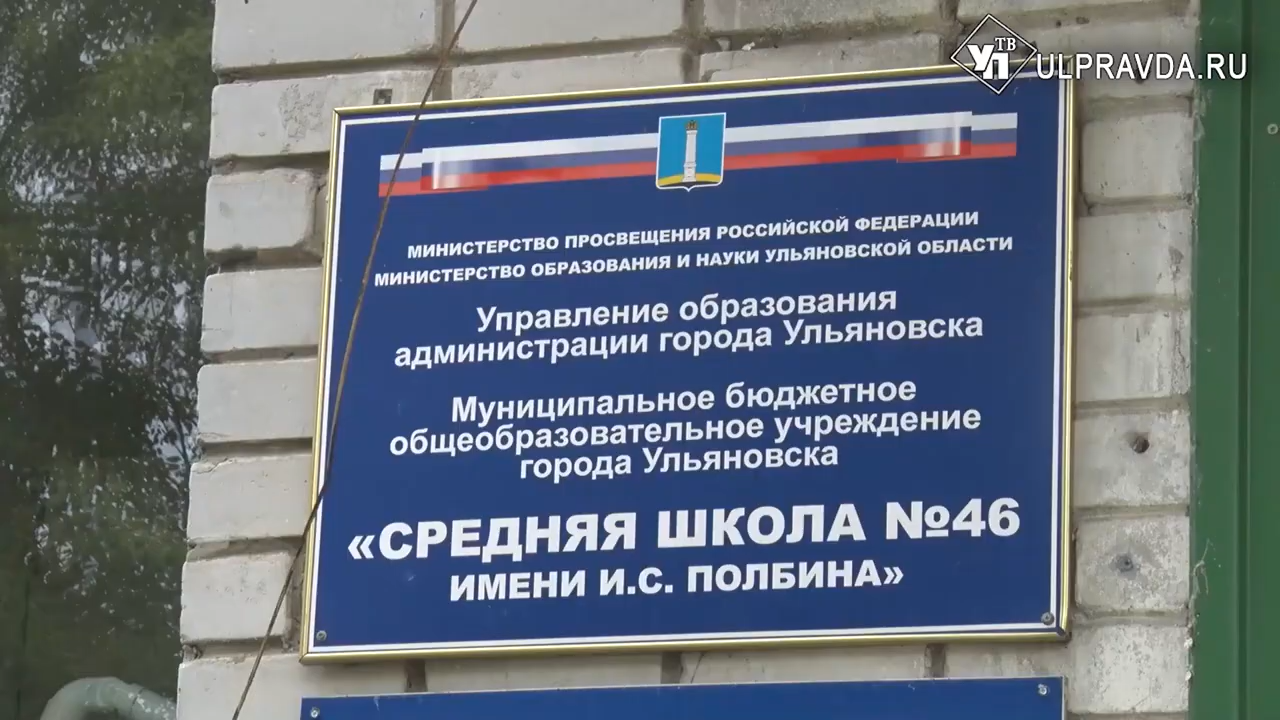 УП ТВ ULPRAVDA.RU
МИНИСТЕРСТВО ПРОСВЕЩЕНИЯ РОССИЙСКОЙ ФЕДЕРАЦИИ
МИНИСТЕРСТВО ОБРАЗОВАНИЯ И НАУКИ УЛЬЯНОВСКОЙ ОБЛАСТИ
Управление образования
администрации города Ульяновска
Муниципальное бюджетное
общеобразовательное учреждение
города Ульяновска
«СРЕДНЯЯ ШКОЛА №46
ИМЕНИ И.С. ПОЛБИНА»